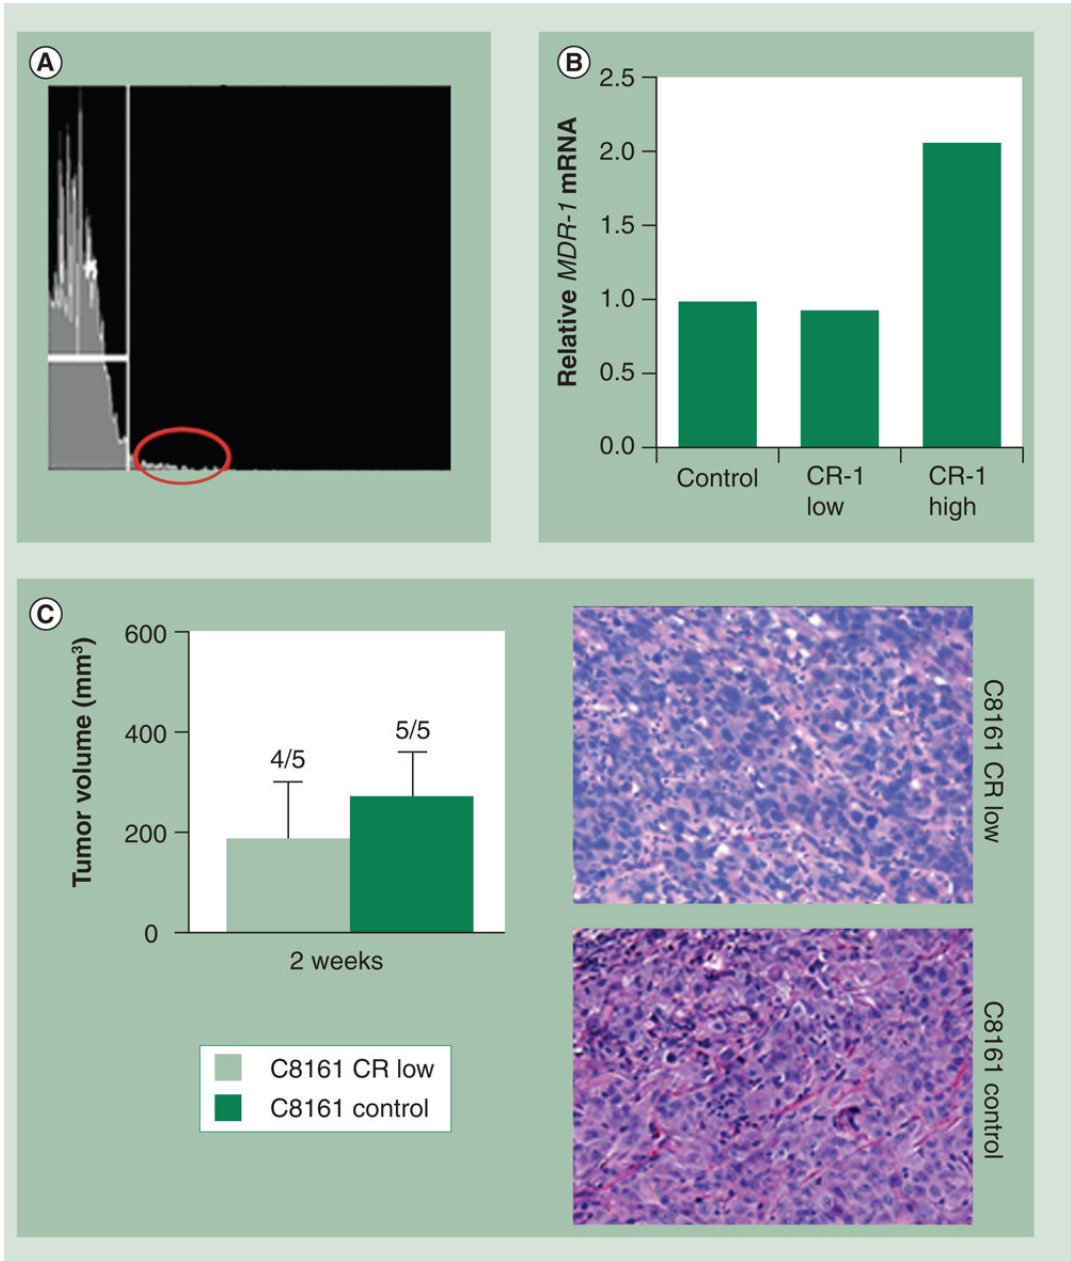 A
B
Relative MDR-1 mRNA
2.5
2.0
1.5
1.0
0.5
0.0
Control
CR-1
low
CR-1
high
C
Tumor volume (mm³)
600
400
200
0
4/5
5/5
2 weeks
C8161 CR low
C8161 control
C8161 CR low
C8161 control